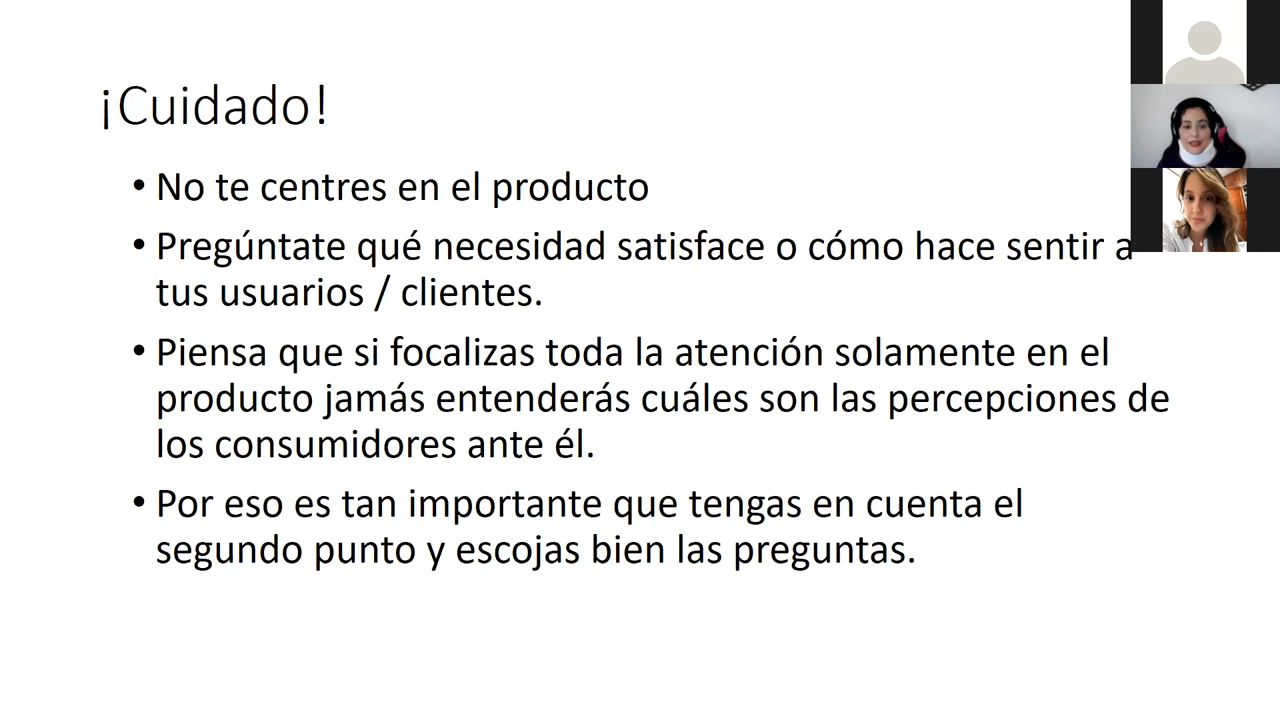 ¡Cuidado!
• No te centres en el producto
• Pregúntate qué necesidad satisface o cómo hace sentir a
tus usuarios / clientes.
• Piensa que si focalizas toda la atención solamente en el
producto jamás entenderás cuáles son las percepciones de
los consumidores ante él.
• Por eso es tan importante que tengas en cuenta el
segundo punto y escojas bien las preguntas.